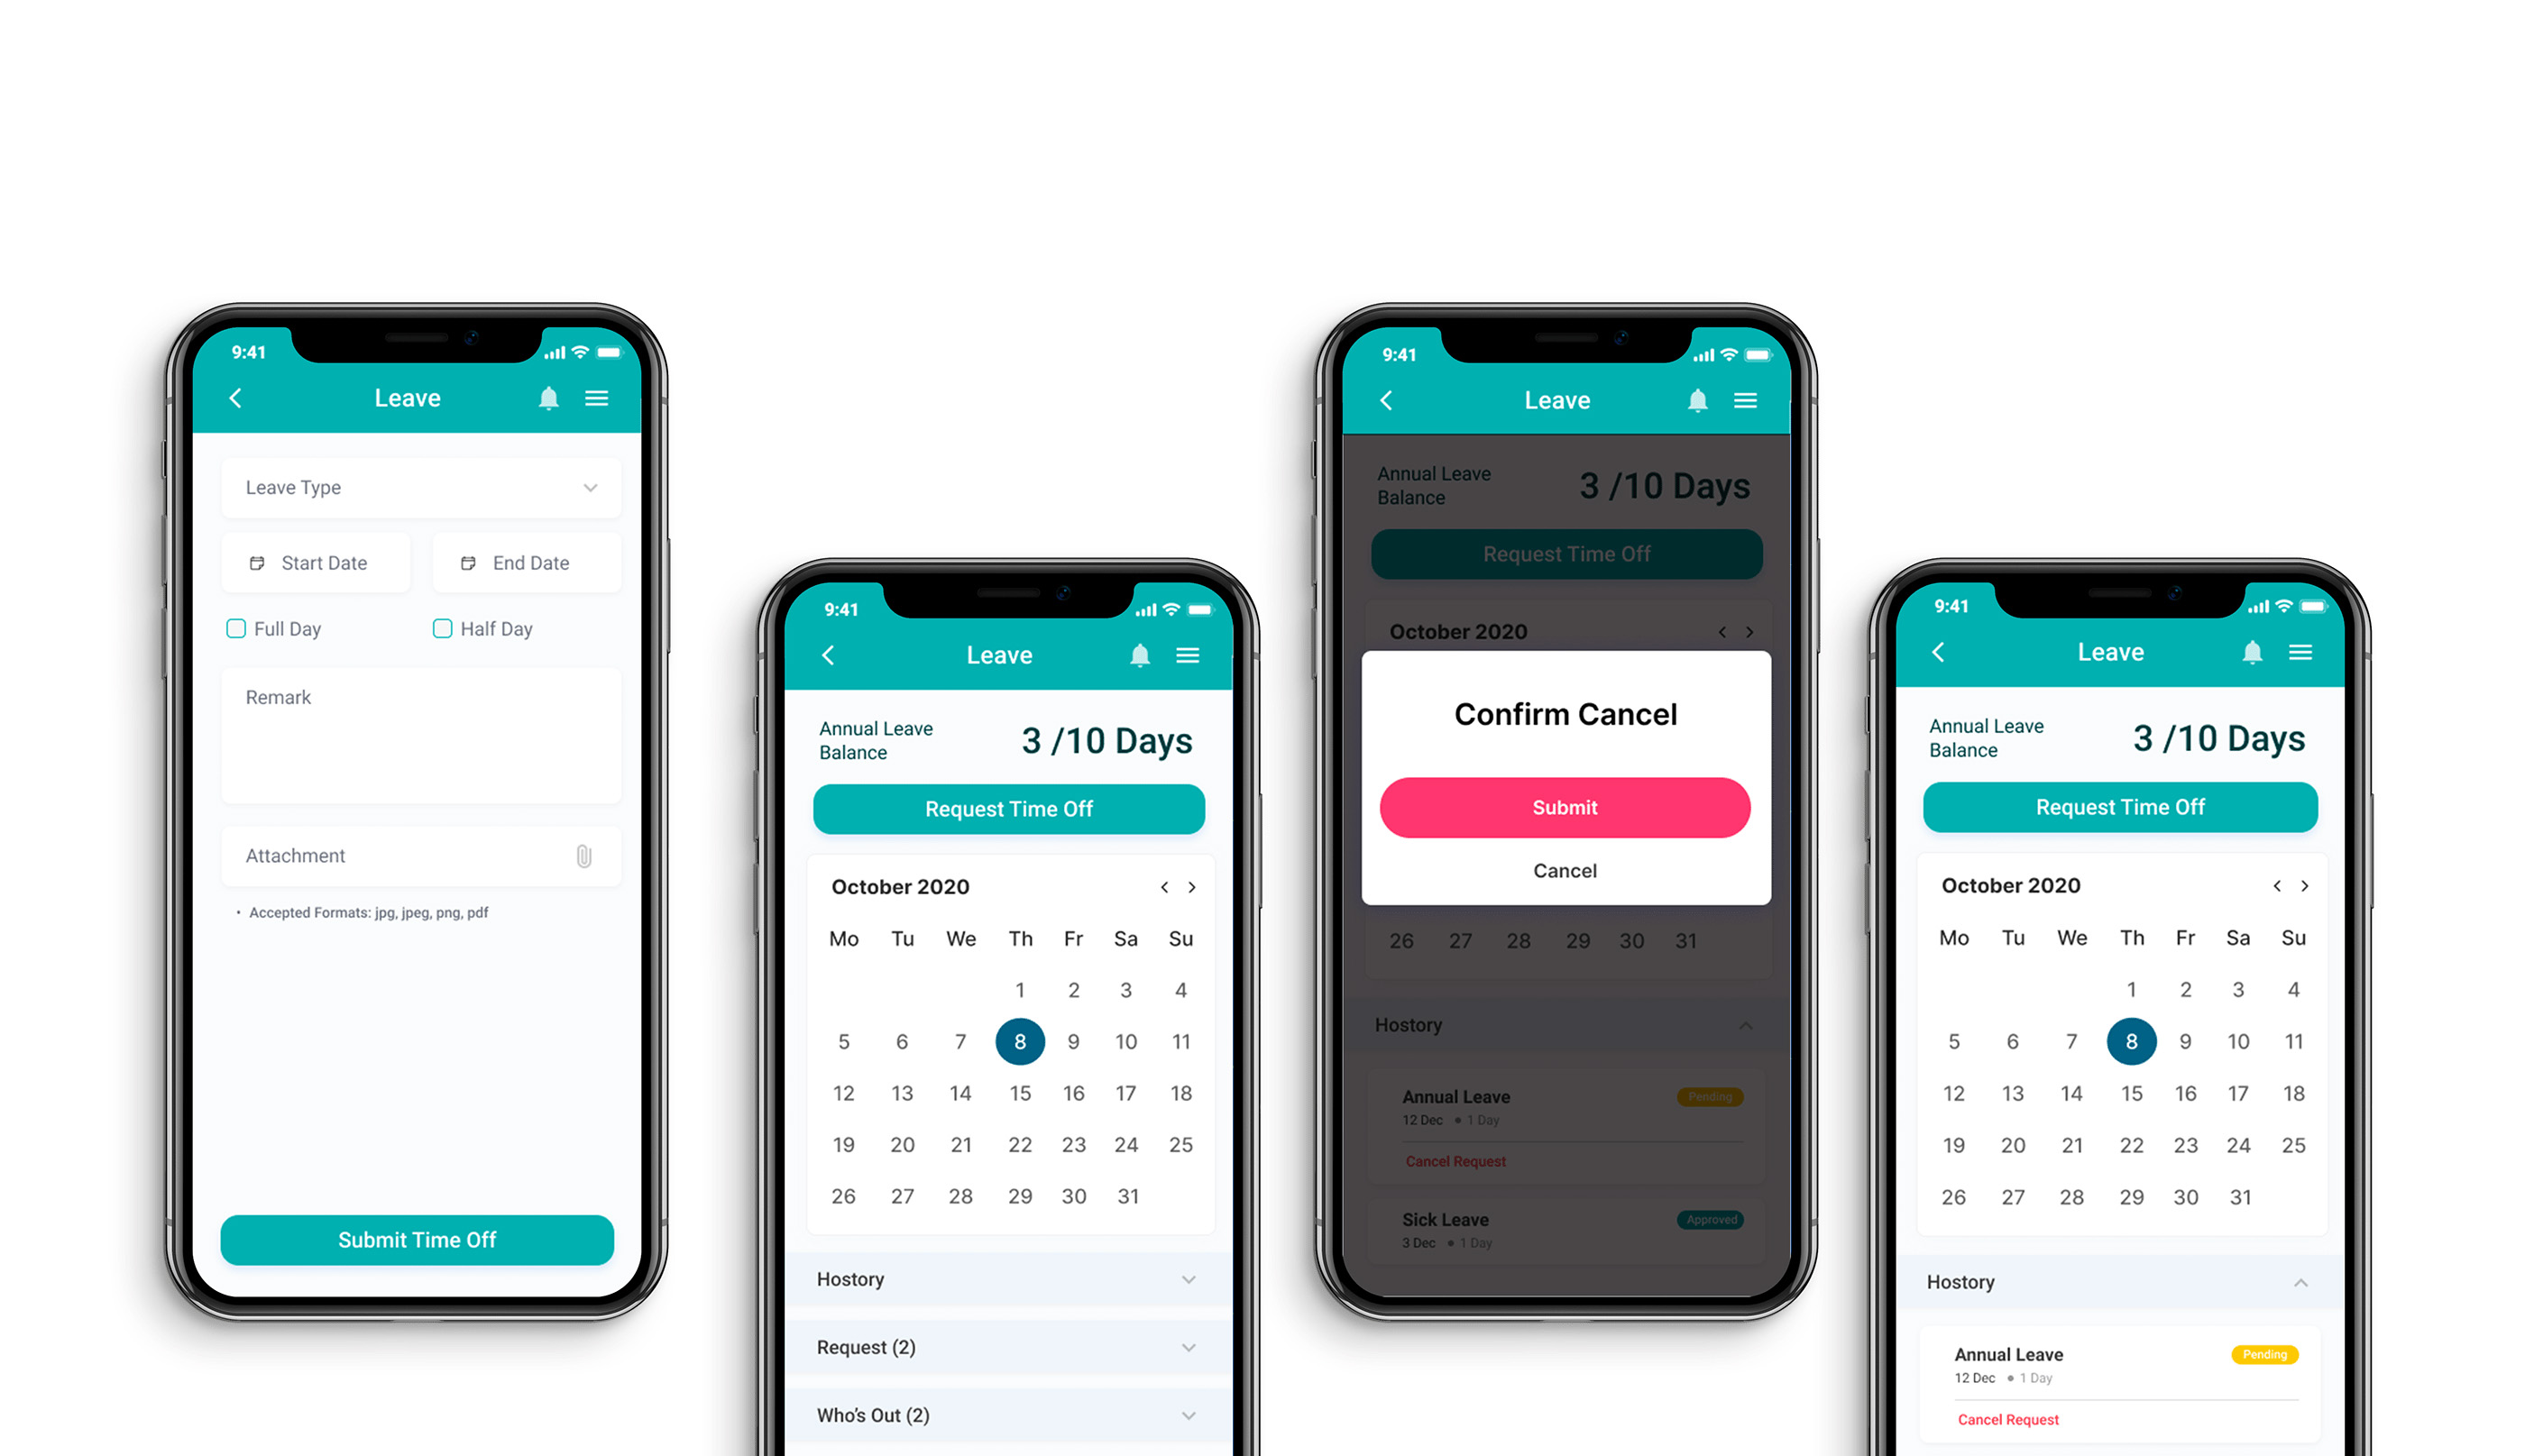 9:41
Leave
Leave Type
Start Date End Date
Full Day Half Day
Remark
Attachment
• Accepted Formats: jpg, jpeg, png, pdf
Submit Time Off
9:41
Leave
Annual Leave
Balance
3 /10 Days
Request Time Off
October 2020
Mo Tu We Th Fr Sa Su
1 2 3 4
5 6 7 8 9 10 11
12 13 14 15 16 17 18
19 20 21 22 23 24 25
26 27 28 29 30 31
Hostory
Request (2)
Who’s Out (2)
9:41
Leave
Annual Leave
Balance
3 /10 Days
Request Time Off
October 2020
Confirm Cancel
Submit
Cancel
26 27 28 29 30 31
Hostory
Annual Leave Pending
12 Dec • 1 Day
Cancel Request
Sick Leave Approved
3 Dec • 1 Day
9:41
Leave
Annual Leave
Balance
3 /10 Days
Request Time Off
October 2020
Mo Tu We Th Fr Sa Su
1 2 3 4
5 6 7 8 9 10 11
12 13 14 15 16 17 18
19 20 21 22 23 24 25
26 27 28 29 30 31
Hostory
Annual Leave Pending
12 Dec • 1 Day
Cancel Request